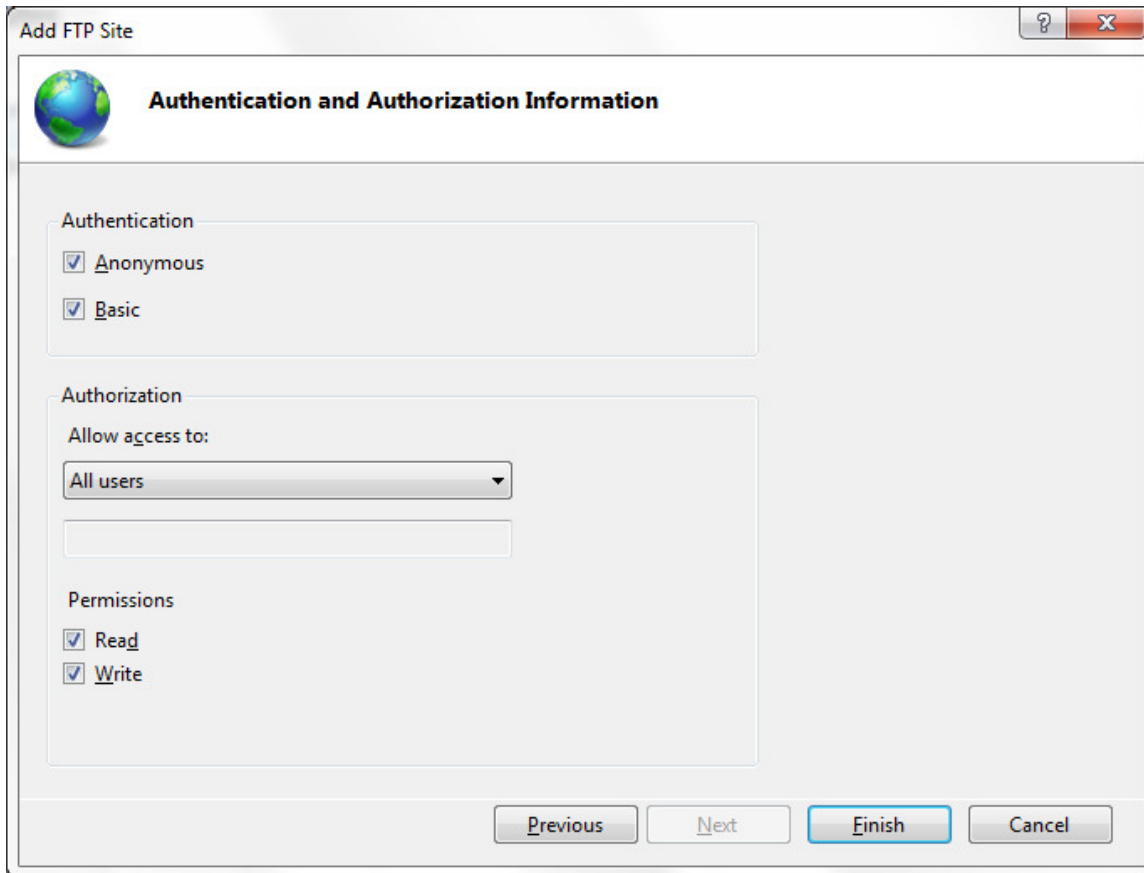 Add FTP Site
Authentication and Authorization Information
Authentication
Anonymous
Basic
Authorization
Allow access to:
All users
Permissions
Read
Write
Previous
Next
Finish
Cancel